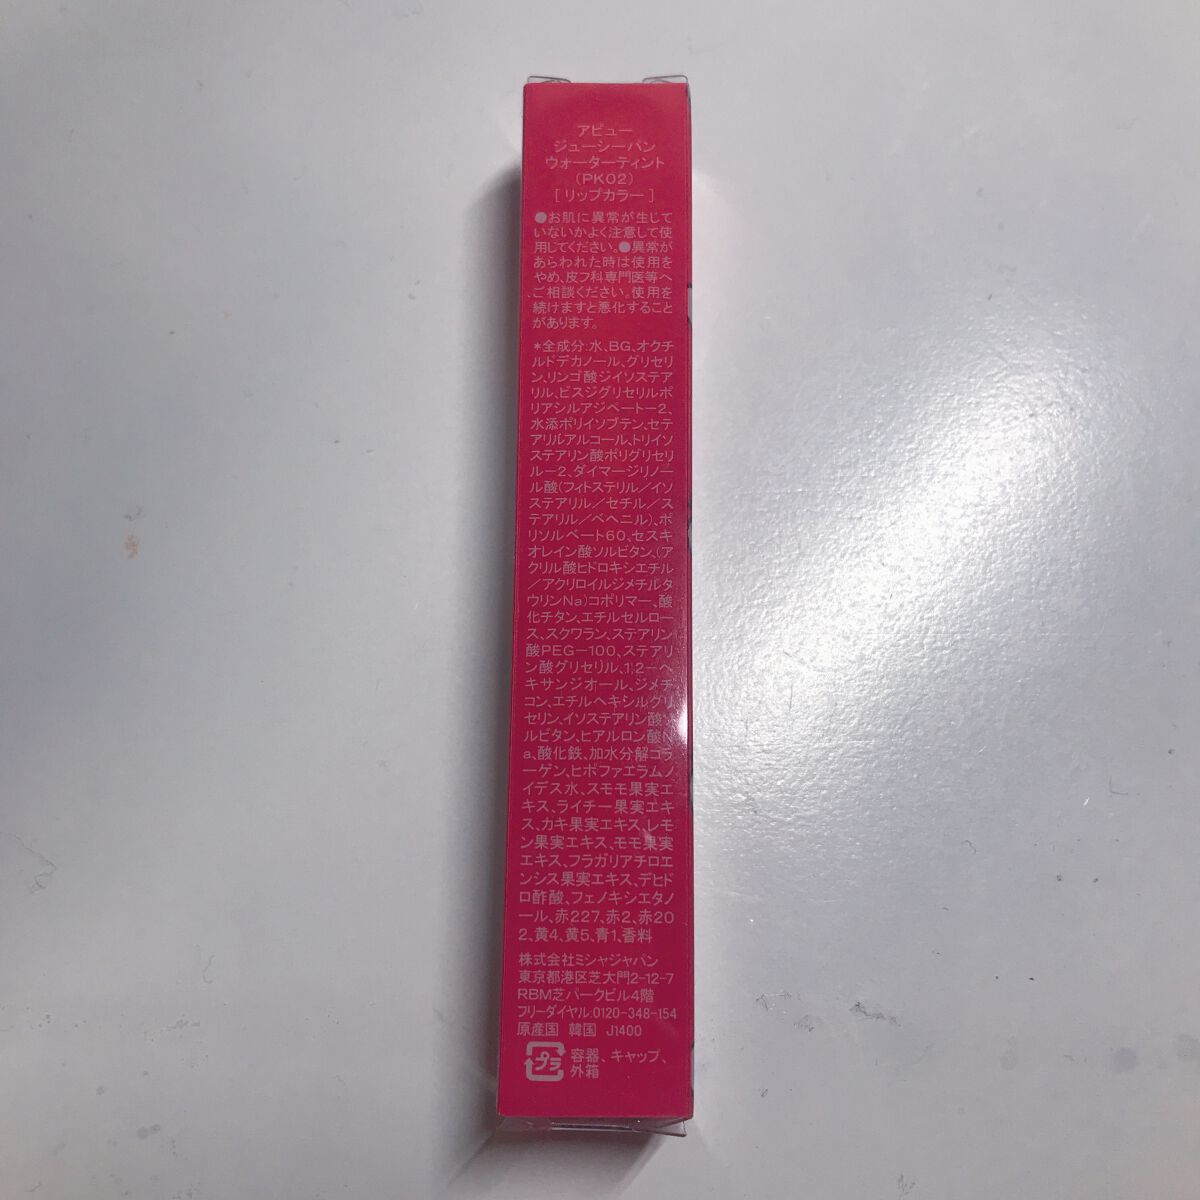 アピュー
ジューシーパン
ウォーターティント
(PK02)
[リップカラー]
●お肌に異常が生じて
いないかよく注意して使
用してください。●異常が
あらわれた時は使用を
やめ、皮フ科専門医等へ
ご相談ください。使用を
続けますと悪化すること
があります。
*全成分:水、BG、オクチ
ルドデカノール、グリセリ
ン、リンゴ酸ジイソステア
リル、ビスジグリセリルポ
リアシルアジペートー2、
水添ポリイソブテン、セテ
アリルアルコール、トリイソ
ステアリン酸ポリグリセリ
ルー2、ダイマージリノー
ル酸(フィトステリル/イソ
ステアリル/セチル/ス
テアリル/ベヘニル)、ポ
リソルベート60、セスキ
オレイン酸ソルビタン、(ア
クリル酸ヒドロキシエチル
/アクリロイルジメチルタ
ウリンNa)コポリマー、酸
化チタン、エチルセルロー
ス、スクワラン、ステアリン
酸PEG-100、ステアリ
ン酸グリセリル、1,2-ヘ
キサンジオール、ジメチ
コン、エチルヘキシルグリ
セリン、イソステアリン酸ソ
ルビタン、ヒアルロン酸N
a、酸化鉄、加水分解コラ
ーゲン、ヒポファエラムノ
イデス水、スモモ果実エ
キス、ライチー果実エキ
ス、カキ果実エキス、レモ
ン果実エキス、モモ果実
エキス、フラガリアチロエ
ンシス果実エキス、デヒド
ロ酢酸、フェノキシエタノ
ール、赤227、赤2、赤20
2、黄4、黄5、青1、香料
株式会社ミシャジャパン
東京都港区芝大門2-12-7
RBM芝パークビル4階
フリーダイヤル:0120-348-154
原産国 韓国 J1400
プラ 容器、キャップ、
外箱